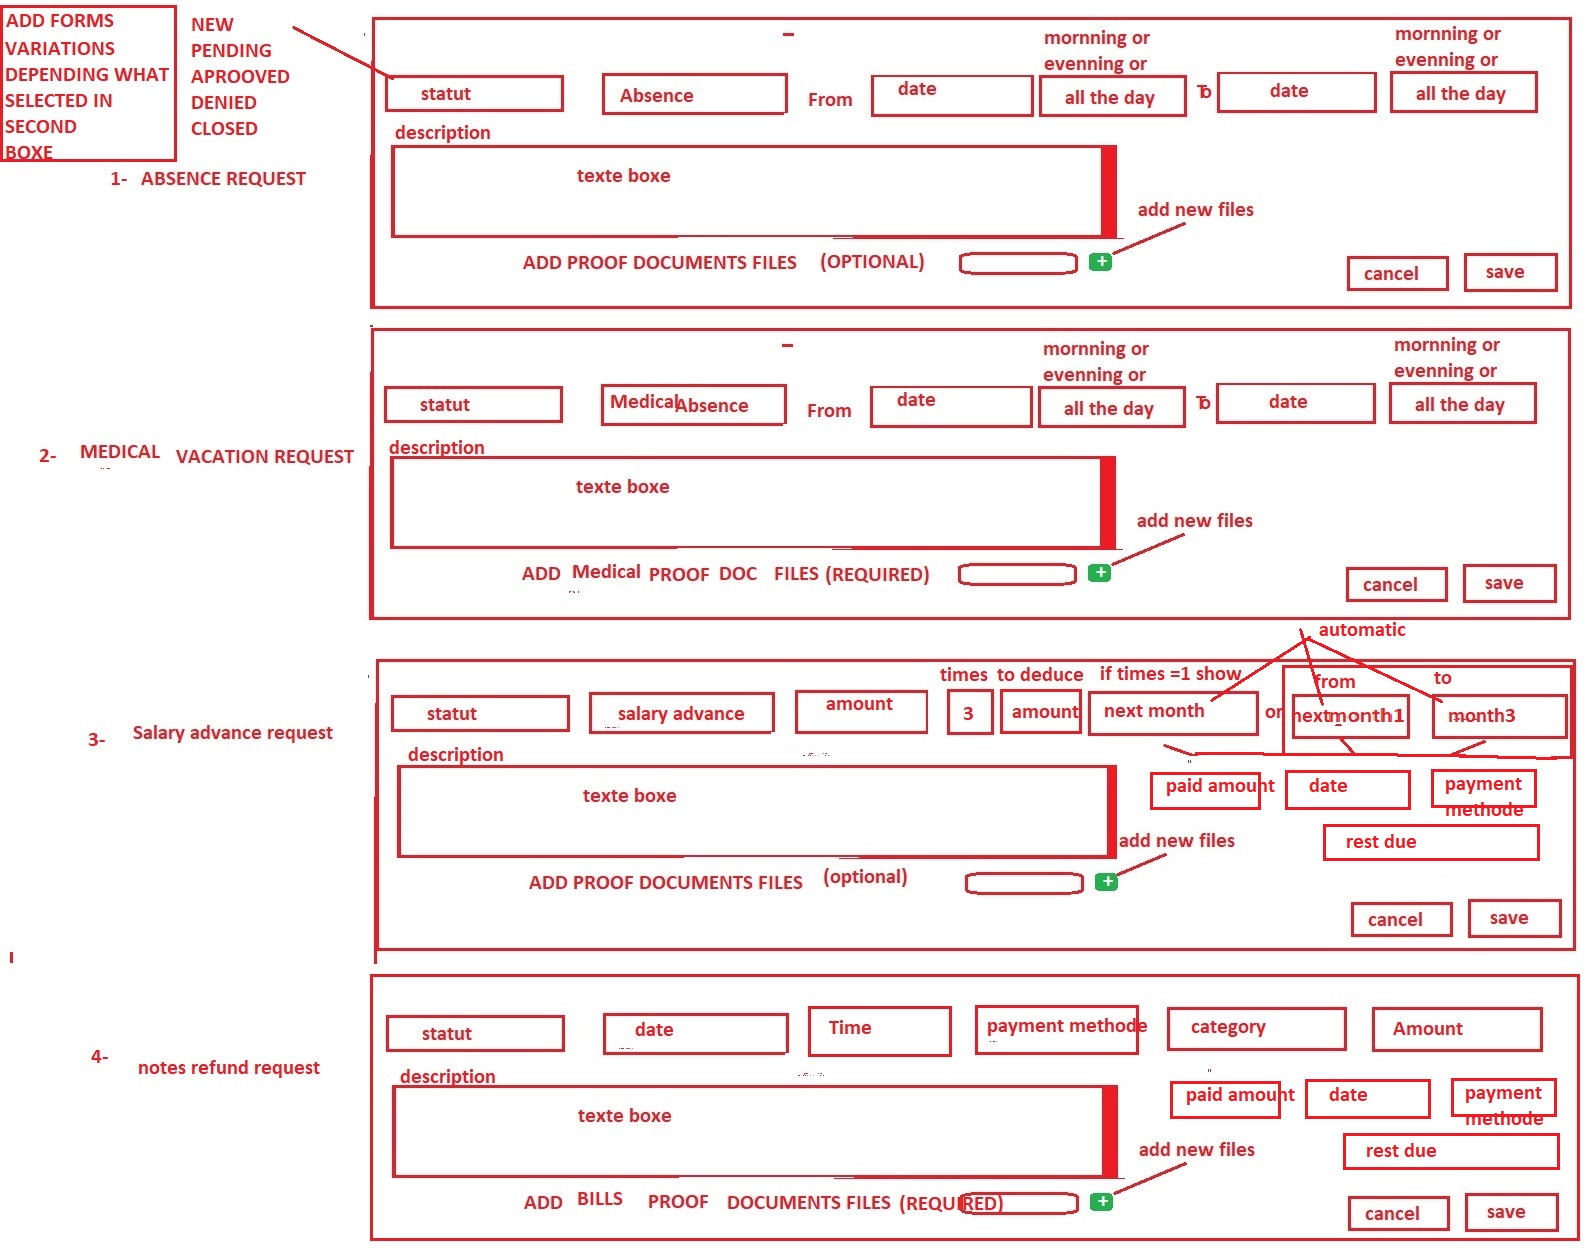 ADD FORMS
VARIATIONS
DEPENDING WHAT
SELECTED IN
SECOND
BOXE
NEW
PENDING
APROOVED
DENIED
CLOSED
1- ABSENCE REQUEST
mornning or
evenning or
mornning or
evenning or
statut
Absence
From
date
all the day
To
date
all the day
description
texte boxe
add new files
ADD PROOF DOCUMENTS FILES (OPTIONAL)
+
cancel
save
2- MEDICAL VACATION REQUEST
mornning or
evenning or
mornning or
evenning or
statut
Medical Absence
From
date
all the day
To
date
all the day
description
texte boxe
add new files
ADD Medical PROOF DOC FILES (REQUIRED)
+
cancel
save
3- Salary advance request
automatic
times to deduce if times =1 show
from
to
statut
salary advance
amount
3
amount
next month
or
next month1
month3
description
texte boxe
paid amount
date
payment
methode
rest due
add new files
ADD PROOF DOCUMENTS FILES (optional)
+
cancel
save
4- notes refund request
statut
date
Time
payment methode
category
Amount
description
texte boxe
paid amount
date
payment
methode
rest due
add new files
ADD BILLS PROOF DOCUMENTS FILES (REQUIRED)
+
cancel
save